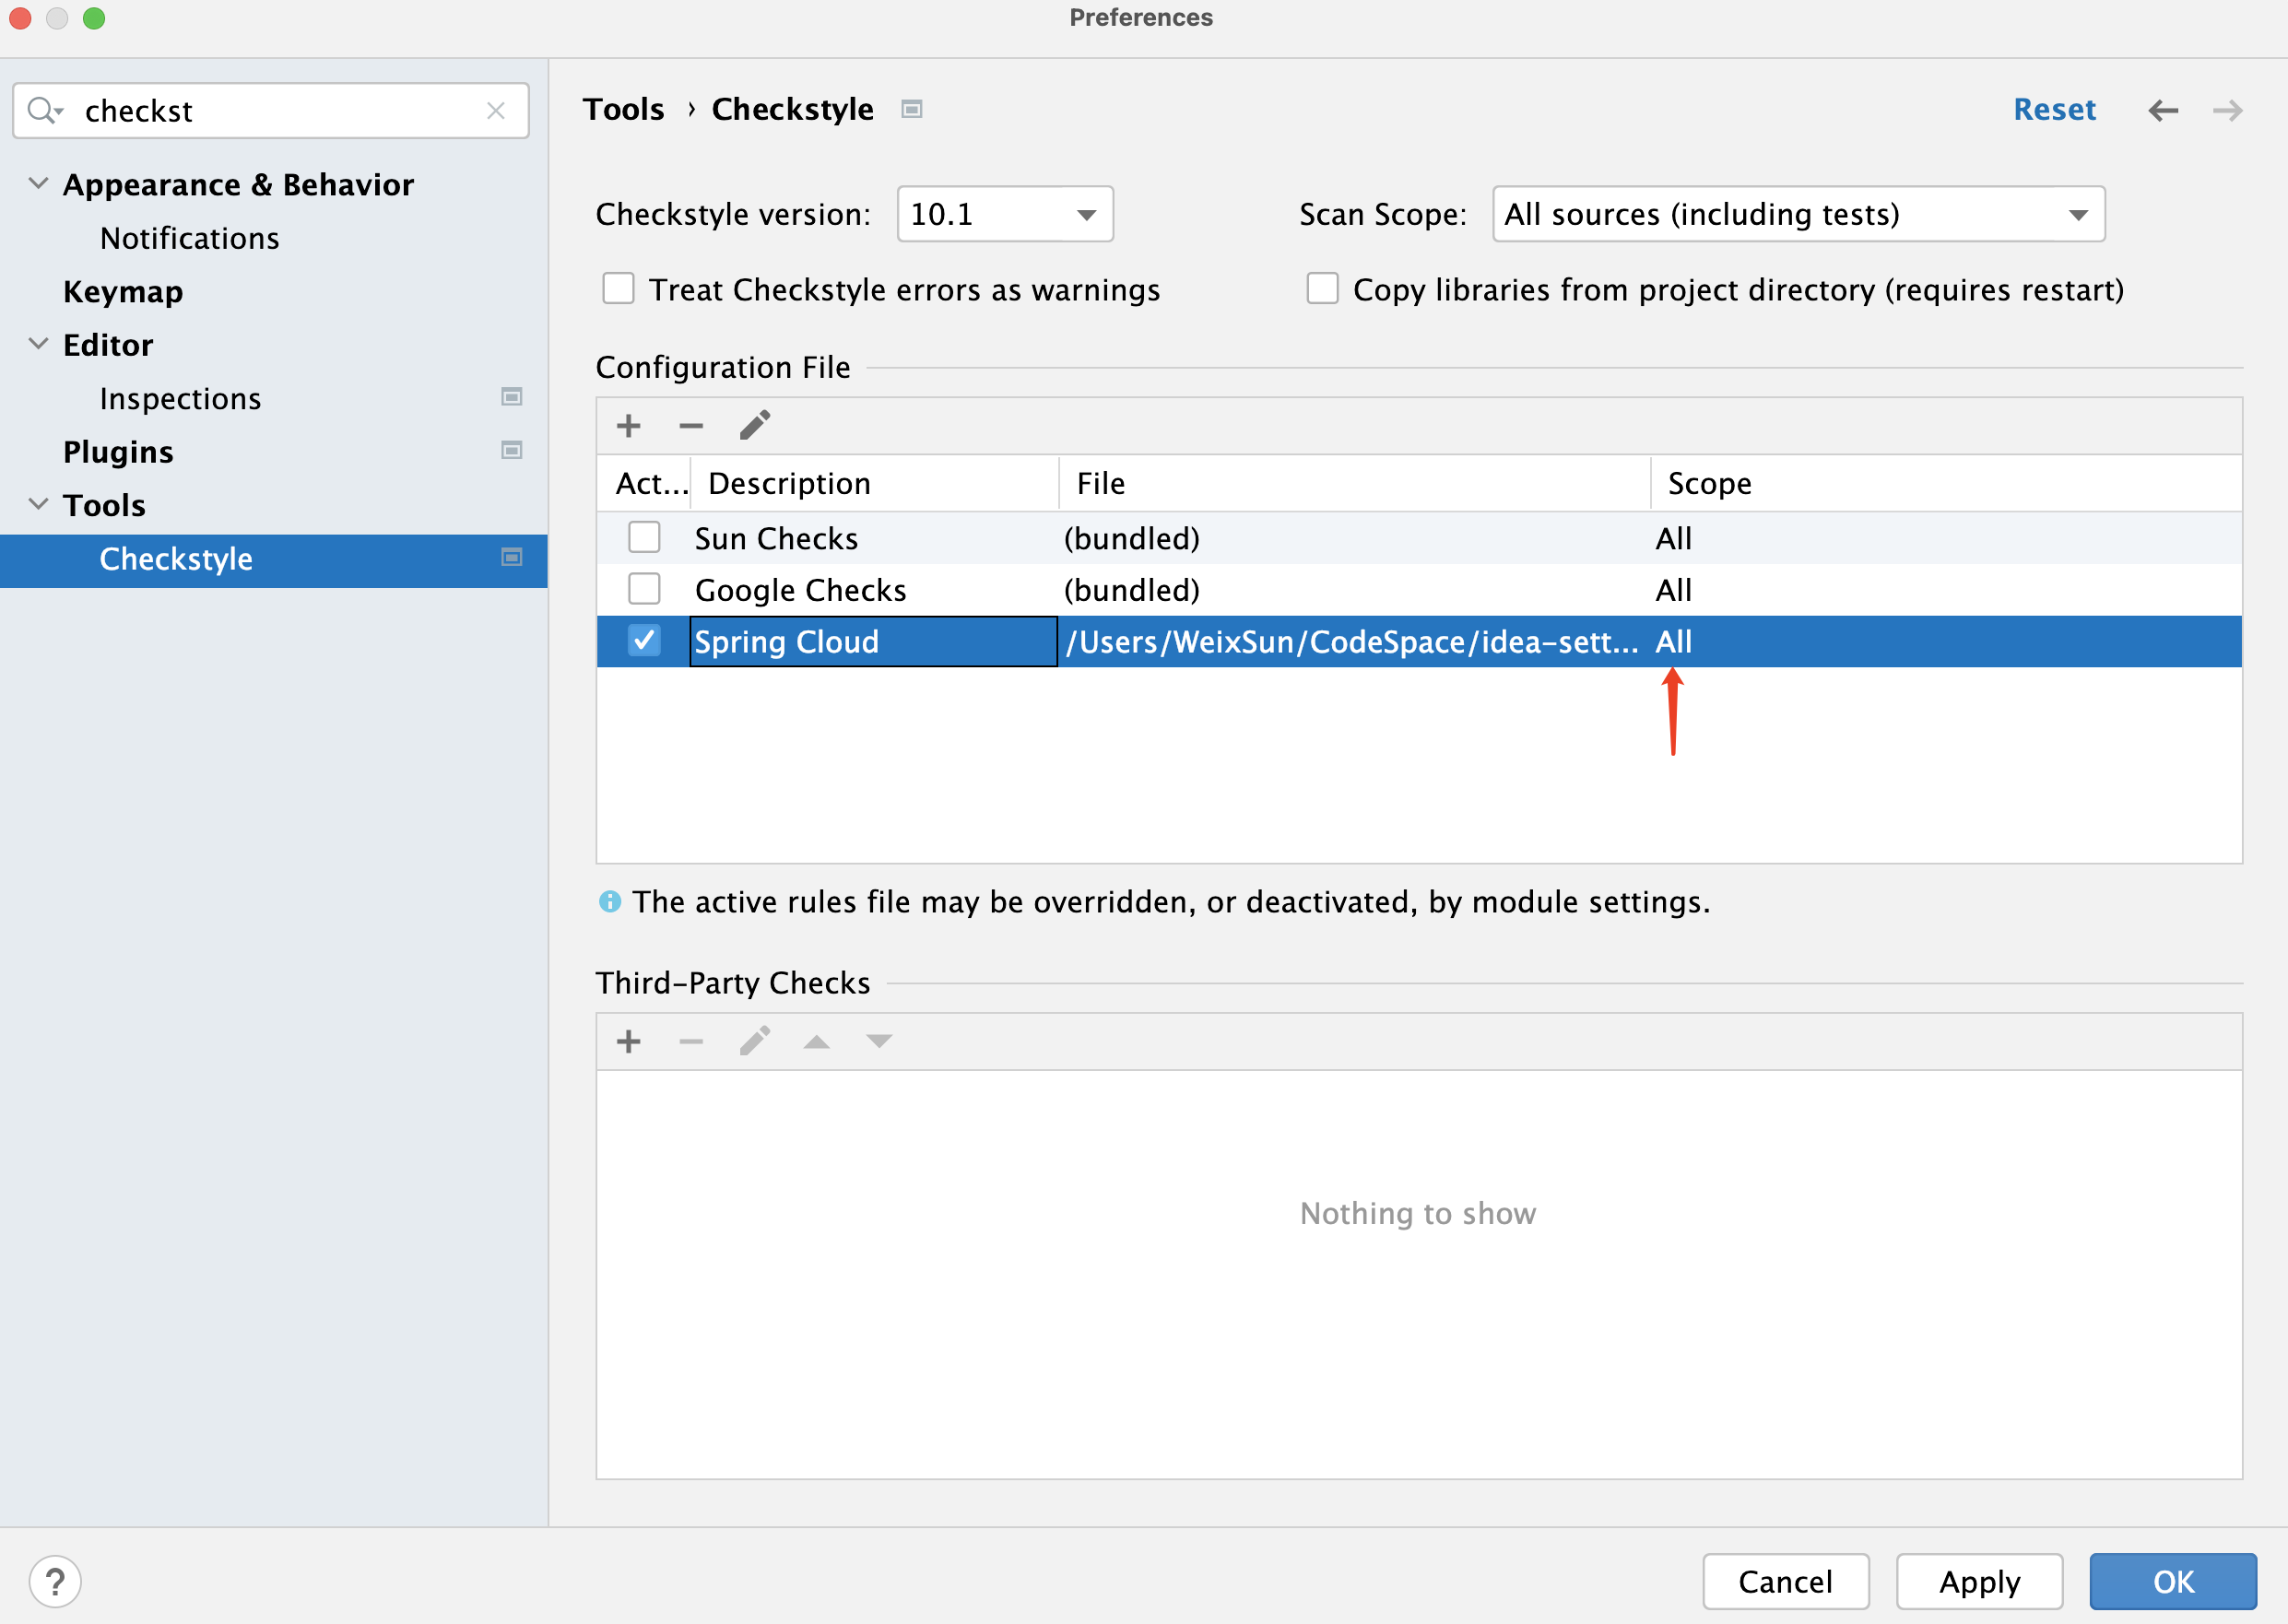 Preferences
checkst
Appearance & Behavior
Notifications
Keymap
Editor
Inspections
Plugins
Tools
Checkstyle
Tools › Checkstyle
Reset
Checkstyle version: 10.1
Scan Scope: All sources (including tests)
Treat Checkstyle errors as warnings
Copy libraries from project directory (requires restart)
Configuration File
Act... Description File Scope
Sun Checks (bundled) All
Google Checks (bundled) All
Spring Cloud /Users/WeixSun/CodeSpace/idea-sett... All
The active rules file may be overridden, or deactivated, by module settings.
Third-Party Checks
Nothing to show
?
Cancel
Apply
OK